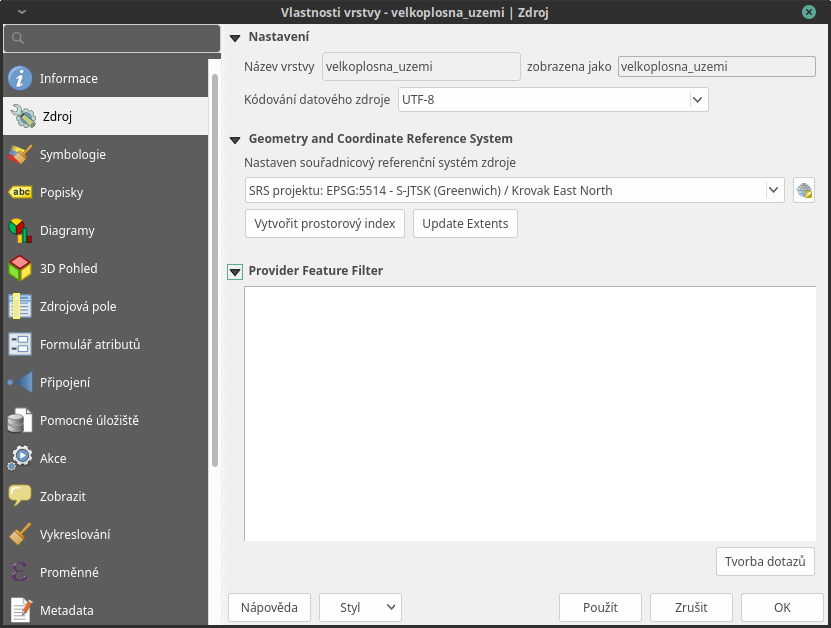 Vlastnosti vrstvy - velkoplosna_uzemi | Zdroj
Informace
Zdroj
Symbologie
abc Popisky
Diagramy
3D Pohled
Zdrojová pole
Formulář atributů
Připojení
Pomocné úložiště
Akce
Zobrazit
Vykreslování
Proměnné
Metadata
Nastavení
Název vrstvy velkoplosna_uzemi zobrazena jako velkoplosna_uzemi
Kódování datového zdroje UTF-8
Geometry and Coordinate Reference System
Nastaven souřadnicový referenční systém zdroje
SRS projektu: EPSG:5514 - S-JTSK (Greenwich) / Krovak East North
Vytvořit prostorový index Update Extents
Provider Feature Filter
Tvorba dotazů
Nápověda Styl Použít Zrušit OK